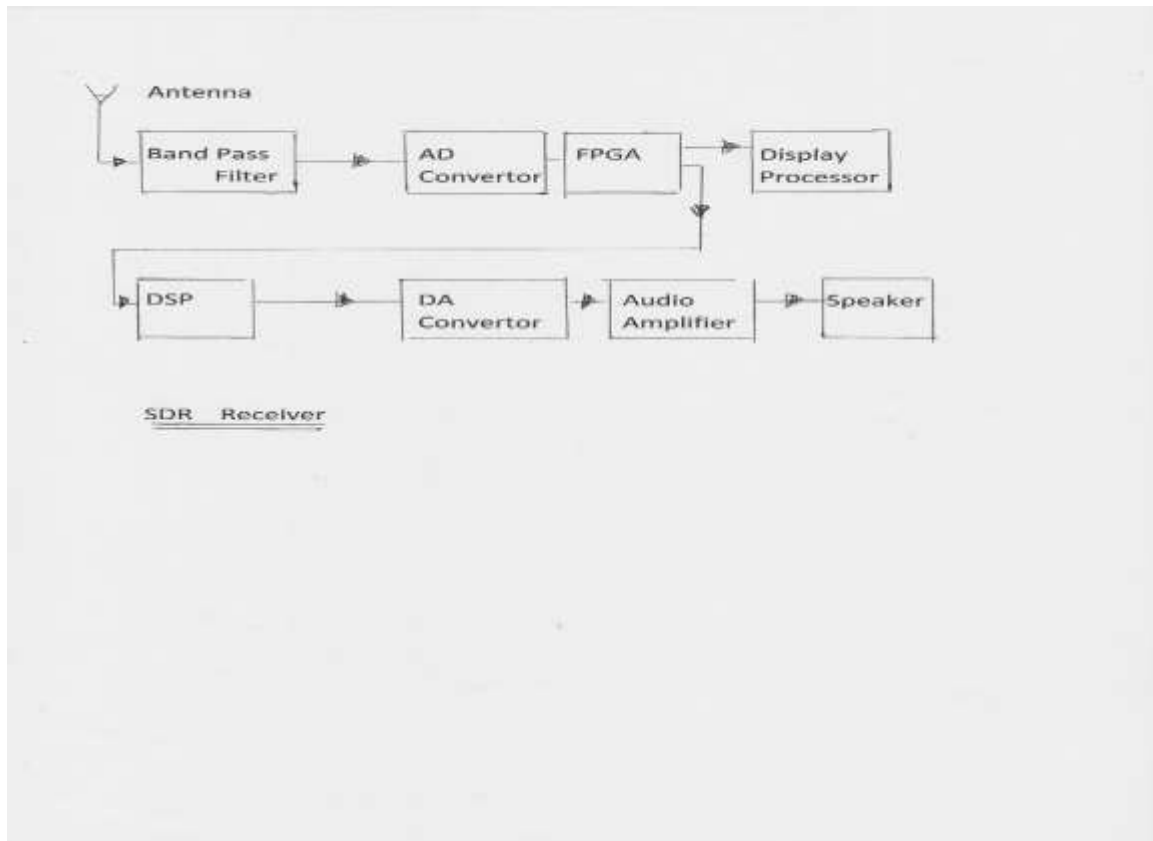 Antenna
Band Pass
Filter
AD
Convertor
FPGA
Display
Processor
DSP
DA
Convertor
Audio
Amplifier
Speaker
SDR Receiver